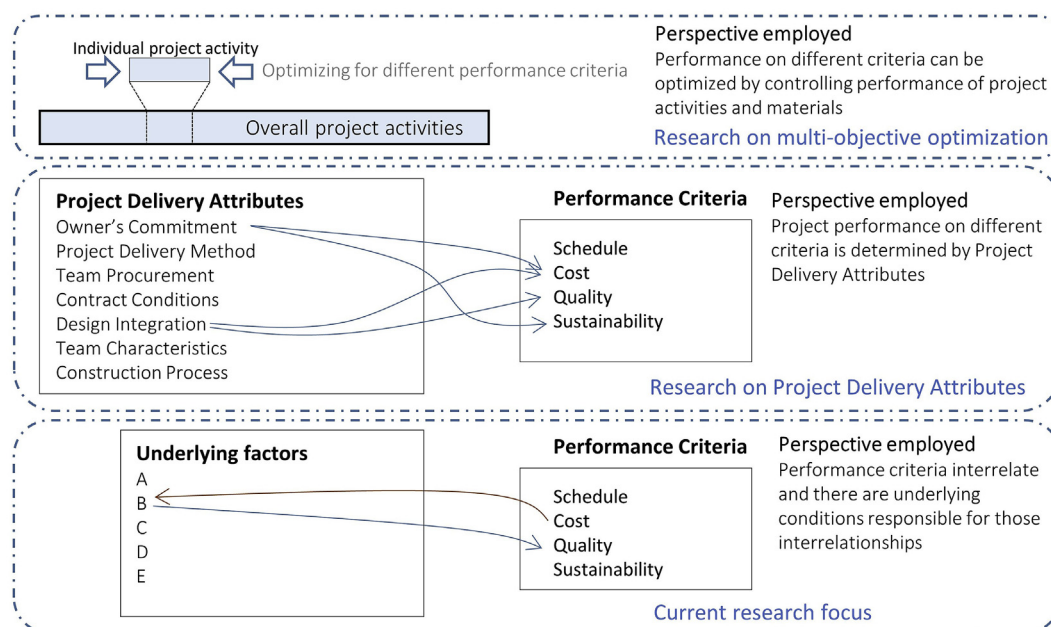 Individual project activity
Optimizing for different performance criteria
Overall project activities
Perspective employed
Performance on different criteria can be
optimized by controlling performance of project
activities and materials
Research on multi-objective optimization
Project Delivery Attributes
Owner's Commitment
Project Delivery Method
Team Procurement
Contract Conditions
Design Integration
Team Characteristics
Construction Process
Performance Criteria
Schedule
Cost
Quality
Sustainability
Perspective employed
Project performance on different
criteria is determined by Project
Delivery Attributes
Research on Project Delivery Attributes
Underlying factors
A
B
C
D
E
Performance Criteria
Schedule
Cost
Quality
Sustainability
Perspective employed
Performance criteria interrelate
and there are underlying
conditions responsible for those
interrelationships
Current research focus